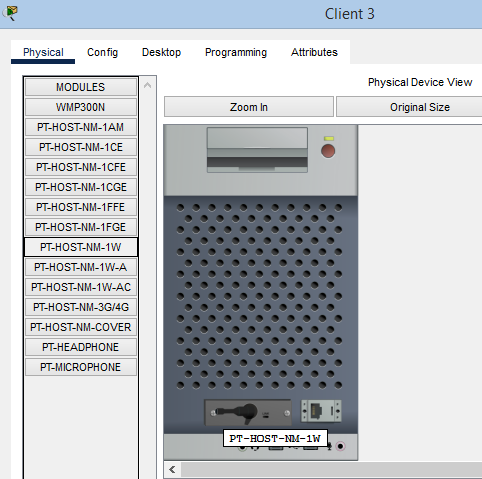 Client 3
Physical Config Desktop Programming Attributes
MODULES
WMP300N
PT-HOST-NM-1AM
PT-HOST-NM-1CE
PT-HOST-NM-1CFE
PT-HOST-NM-1CGE
PT-HOST-NM-1FFE
PT-HOST-NM-1FGE
PT-HOST-NM-1W
PT-HOST-NM-1W-A
PT-HOST-NM-1W-AC
PT-HOST-NM-3G/4G
PT-HOST-NM-COVER
PT-HEADPHONE
PT-MICROPHONE
Physical Device View
Zoom In Original Size
PT-HOST-NM-1W